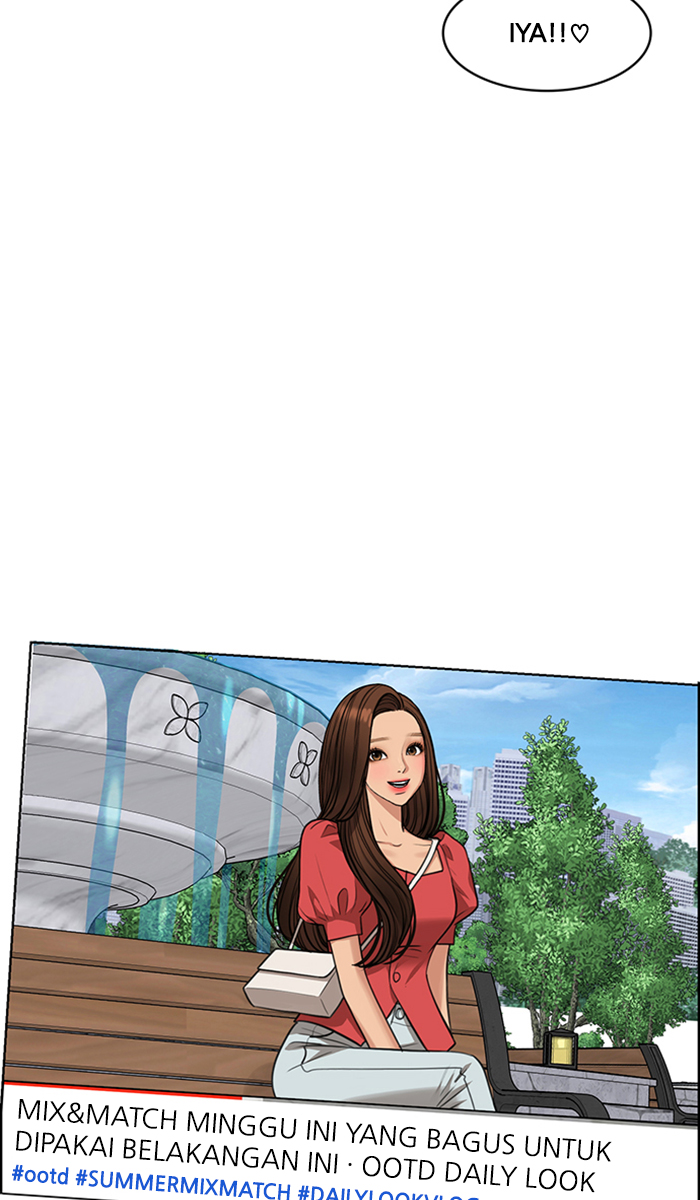 IYA!!♡
MIX&MATCH MINGGU INI YANG BAGUS UNTUK
DIPAKAI BELAKANGAN INI · OOTD DAILY LOOK
#ootd #SUMMERMIXMATCH #DAILYLOOKVLOG